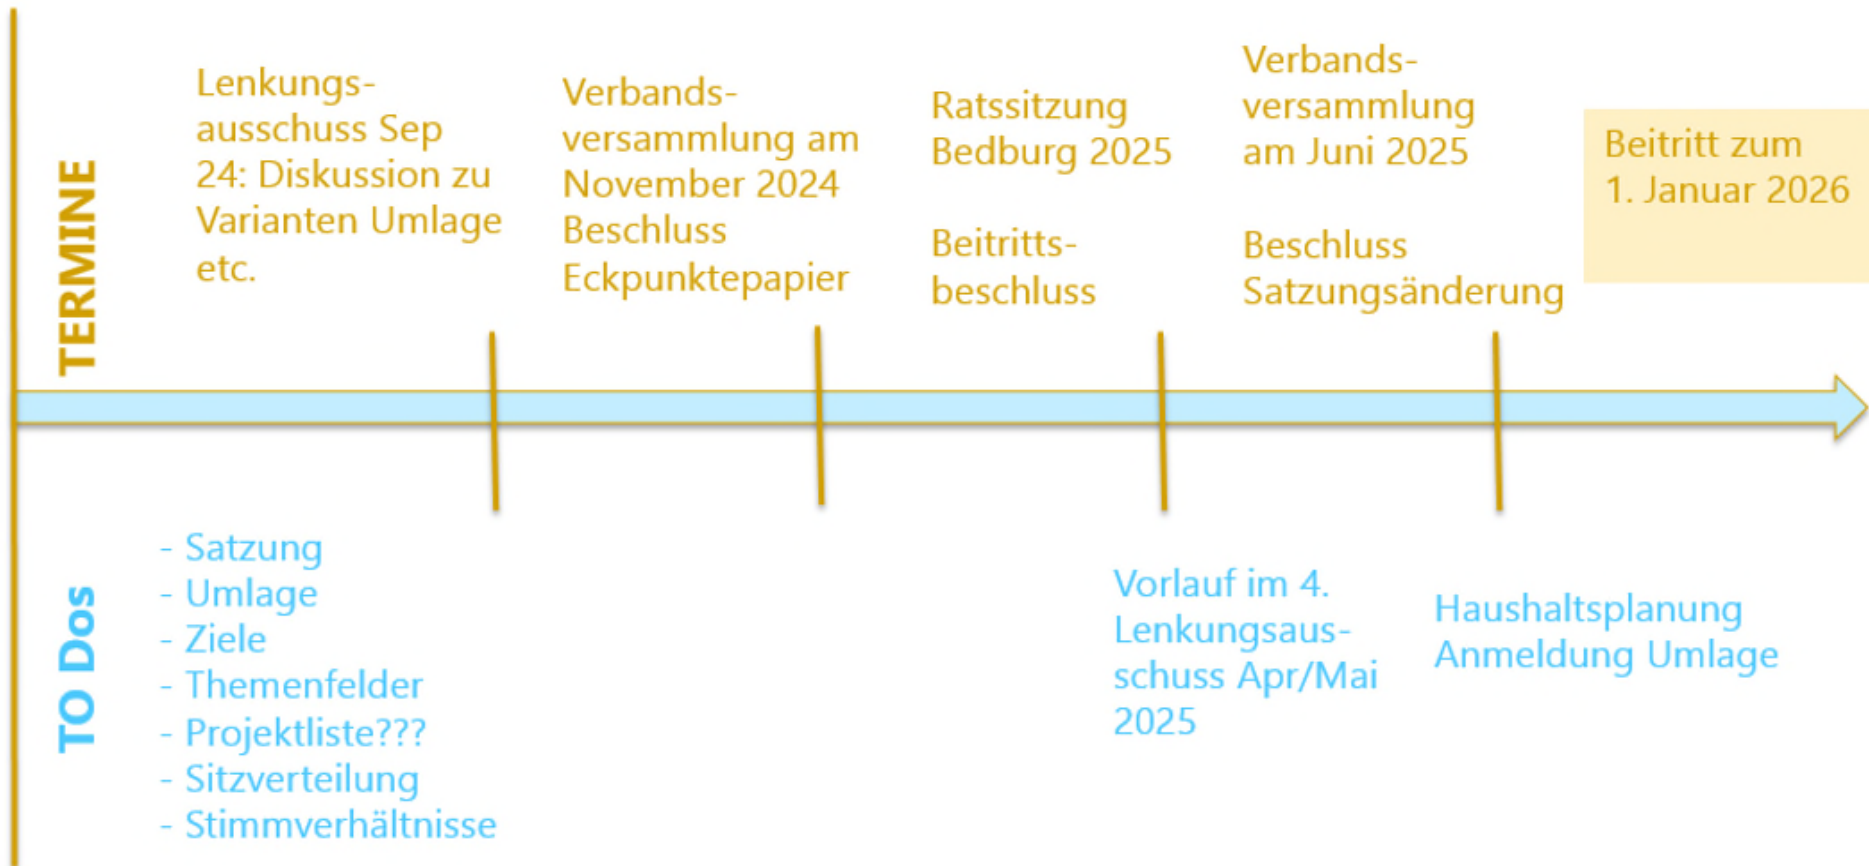 TERMINE
Lenkungs-
ausschuss Sep
24: Diskussion zu
Varianten Umlage
etc.
Verbands-
versammlung am
November 2024
Beschluss
Eckpunktepapier
Ratssitzung
Bedburg 2025
Beitritts-
beschluss
Verbands-
versammlung
am Juni 2025
Beschluss
Satzungsänderung
Beitritt zum
1. Januar 2026
TO Dos
- Satzung
- Umlage
- Ziele
- Themenfelder
- Projektliste???
- Sitzverteilung
- Stimmverhältnisse
Vorlauf im 4.
Lenkungsaus-
schuss Apr/Mai
2025
Haushaltsplanung
Anmeldung Umlage